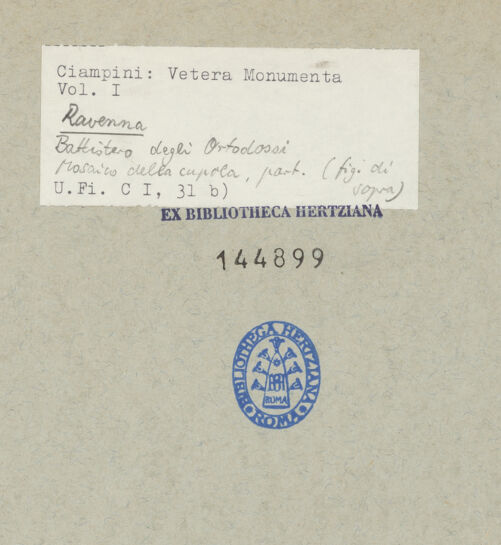 Ciampini: Vetera Monumenta
Vol. I
Ravenna
Battistero degli Ortodossi
Mosaico della cupola, part. (fig. di
sopra)
U.Fi. C I, 31 b)
EX BIBLIOTHECA HERTZIANA
144899
BIBLIOTHECA HERTZIANA
ROMA
ROMA